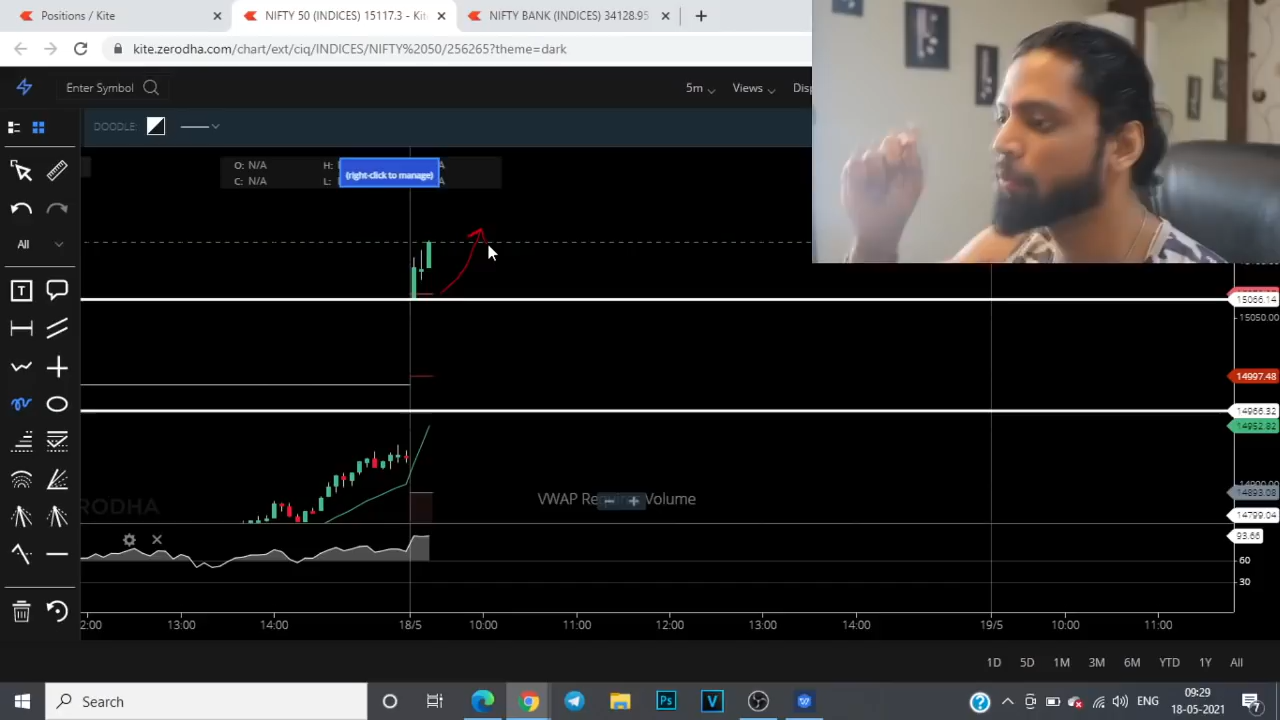 Positions / Kite
NIFTY 50 (INDICES) 15117.3 - Kit
NIFTY BANK (INDICES) 34128.95
kite.zerodha.com/chart/ext/ciq/INDICES/NIFTY%2050/256265?theme=dark
Enter Symbol
5m
Views
DOODLE:
O: N/A
H:
C: N/A
L:
(right-click to manage)
All
15066.14
15050.00
14997.48
14966.32
14952.82
14893.08
14799.04
93.66
60
30
VWAP Req
Volume
13:00
14:00
18/5
10:00
11:00
12:00
13:00
14:00
19/5
10:00
11:00
1D
5D
1M
3M
6M
YTD
1Y
All
Search
ENG
09:29
18-05-2021